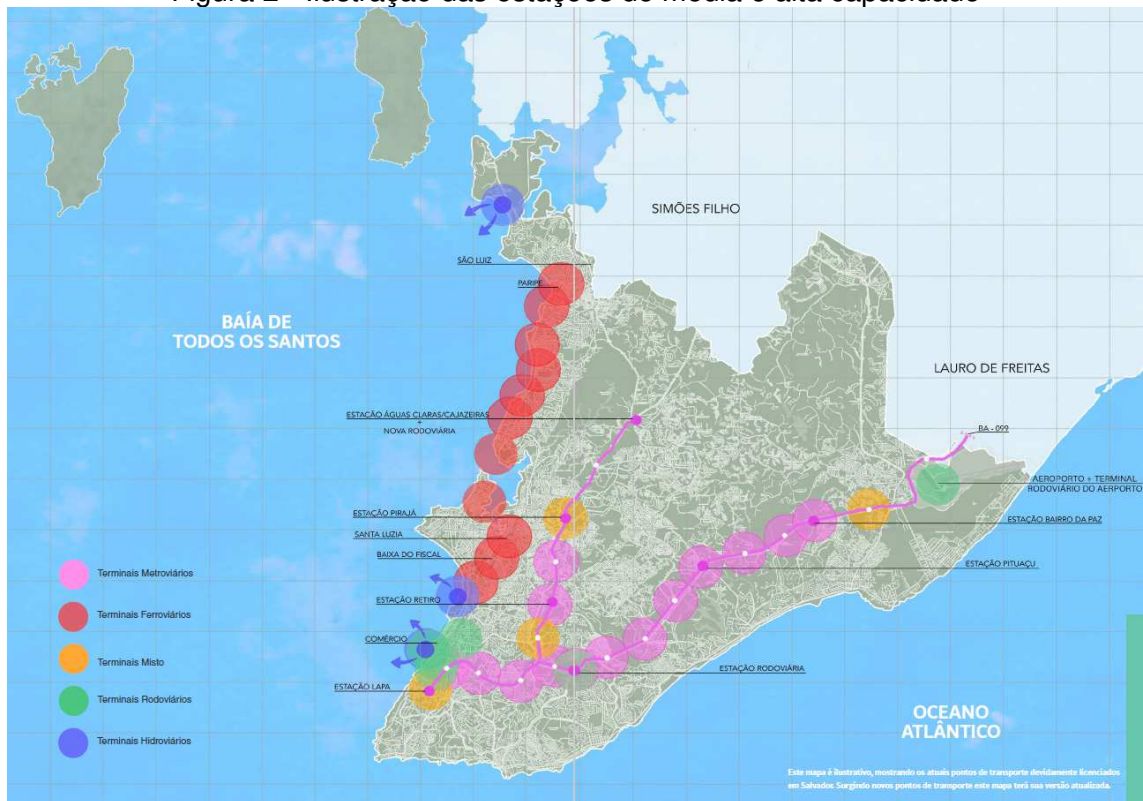 Figura 2 - Ilustração das estações de média e alta capacidade
SIMÕES FILHO
SÃO LUIZ
PARIPE
BAÍA DE
TODOS OS SANTOS
LAURO DE FREITAS
ESTAÇÃO ÁGUAS CLARAS/CAJAZEIRAS
+
NOVA RODOVIÁRIA
BA - 099
AEROPORTO + TERMINAL
RODOVIÁRIO DO AERPORTO
ESTAÇÃO PIRAJÁ
ESTAÇÃO BAIRRO DA PAZ
SANTA LUZIA
BAIXA DO FISCAL
ESTAÇÃO PITUAÇU
Terminais Metroviários
ESTAÇÃO RETIRO
Terminais Ferroviários
COMÉRCIO
Terminais Misto
ESTAÇÃO RODOVIÁRIA
ESTAÇÃO LAPA
Terminais Rodoviários
OCEANO
ATLÂNTICO
Terminais Hidroviários
Este mapa é ilustrativo, mostrando os atuais pontos de transporte devidamente licenciados
em Salvador. Surgindo novos pontos de transporte este mapa terá sua versão atualizada.